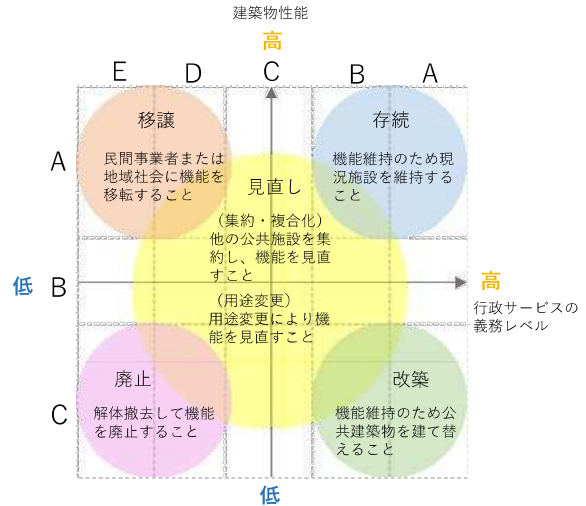 建築物性能
高
E D C B A
A
移譲
民間事業者または
地域社会に機能を
移転すること
存続
機能維持のため現
況施設を維持する
こと
見直し
（集約・複合化）
他の公共施設を集
約し、機能を見直
すこと
（用途変更）
用途変更により機
能を見直すこと
低
B
高
行政サービスの
義務レベル
C
廃止
解体撤去して機能
を廃止すること
改築
機能維持のため公
共建築物を建て替
えること
低